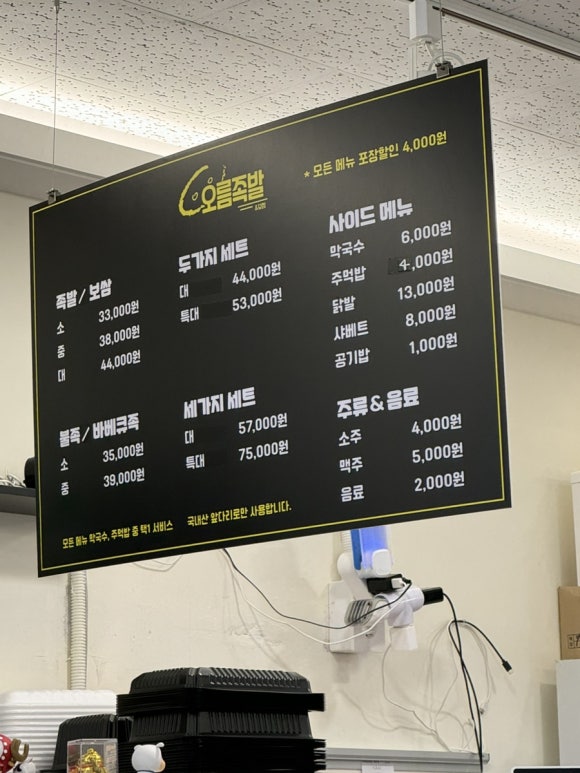 오름족발
* 모든 메뉴 포장할인 4,000원
족발 / 보쌈
소 33,000원
중 38,000원
대 44,000원
불족 / 바베큐족
소 35,000원
중 39,000원
두가지 세트
대 44,000원
특대 53,000원
세가지 세트
대 57,000원
특대 75,000원
사이드 메뉴
막국수 6,000원
주먹밥 4,000원
닭발 13,000원
샤베트 8,000원
공기밥 1,000원
주류 & 음료
소주 4,000원
맥주 5,000원
음료 2,000원
모든 메뉴 막국수, 주먹밥 중 택1 서비스 국내산 앞다리로만 사용합니다.